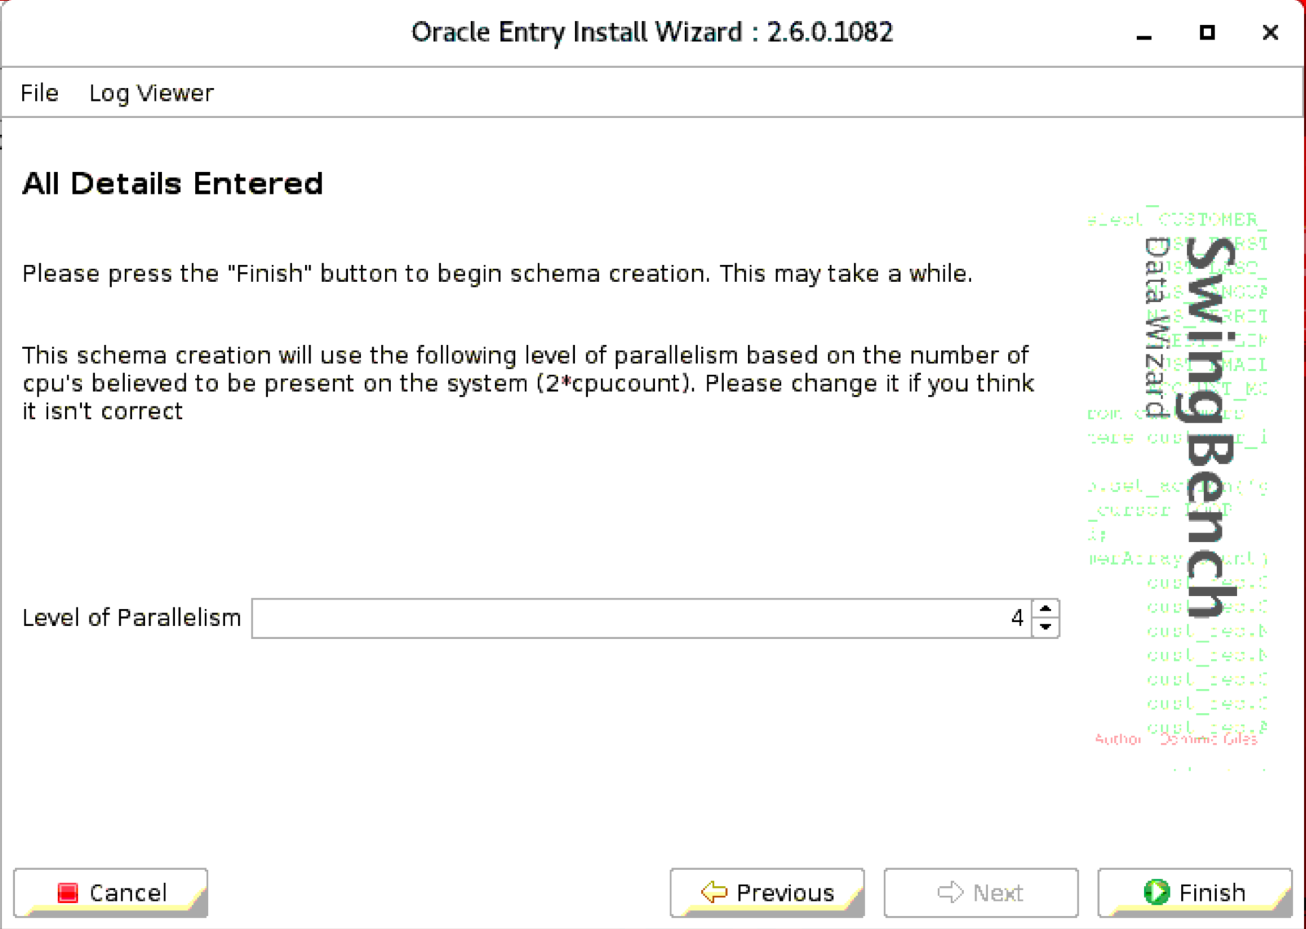 Oracle Entry Install Wizard : 2.6.0.1082
File
Log Viewer
All Details Entered
Please press the "Finish" button to begin schema creation. This may take a while.
This schema creation will use the following level of parallelism based on the number of
cpu's believed to be present on the system (2*cpucount). Please change it if you think
it isn't correct
Level of Parallelism
4
SwingBench
Data Wizard
CUSTOMER_
_cursor LOOP
Author Dominic Giles
Cancel
Previous
Next
Finish